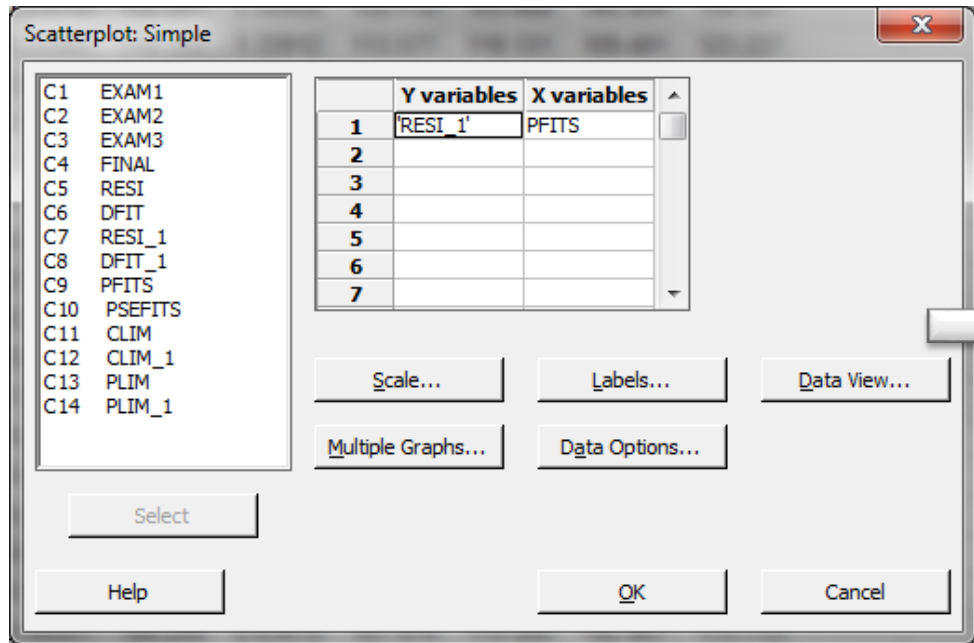 Scatterplot: Simple
C1 EXAM1
C2 EXAM2
C3 EXAM3
C4 FINAL
C5 RESI
C6 DFIT
C7 RESI_1
C8 DFIT_1
C9 PFITS
C10 PSEFITS
C11 CLIM
C12 CLIM_1
C13 PLIM
C14 PLIM_1
Y variables X variables
1 'RESI_1' PFITS
2
3
4
5
6
7
Scale... Labels... Data View...
Multiple Graphs... Data Options...
Select
Help OK Cancel